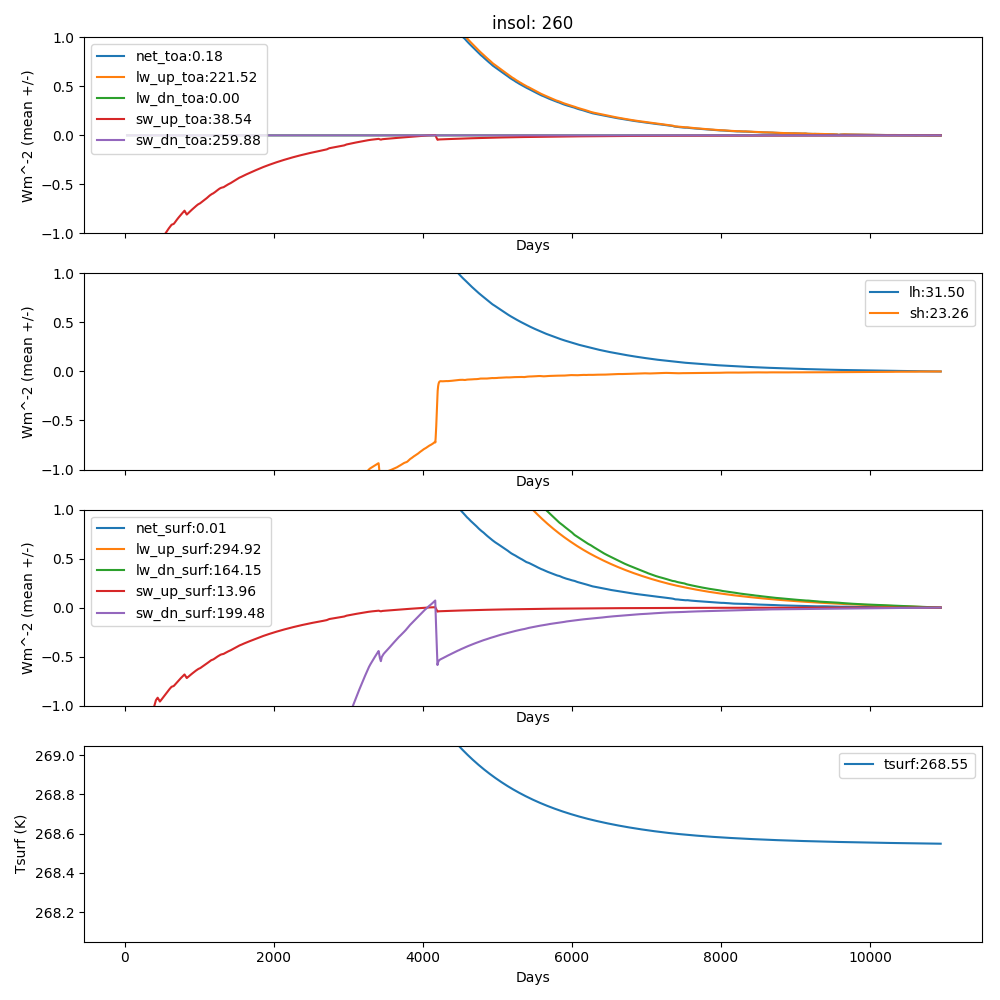 insol: 260
1.0
0.5
0.0
−0.5
−1.0
Wm^-2 (mean +/-)
net_toa:0.18
lw_up_toa:221.52
lw_dn_toa:0.00
sw_up_toa:38.54
sw_dn_toa:259.88
Days
1.0
0.5
0.0
−0.5
−1.0
Wm^-2 (mean +/-)
lh:31.50
sh:23.26
Days
1.0
0.5
0.0
−0.5
−1.0
Wm^-2 (mean +/-)
net_surf:0.01
lw_up_surf:294.92
lw_dn_surf:164.15
sw_up_surf:13.96
sw_dn_surf:199.48
Days
269.0
268.8
268.6
268.4
268.2
Tsurf (K)
tsurf:268.55
0 2000 4000 6000 8000 10000
Days